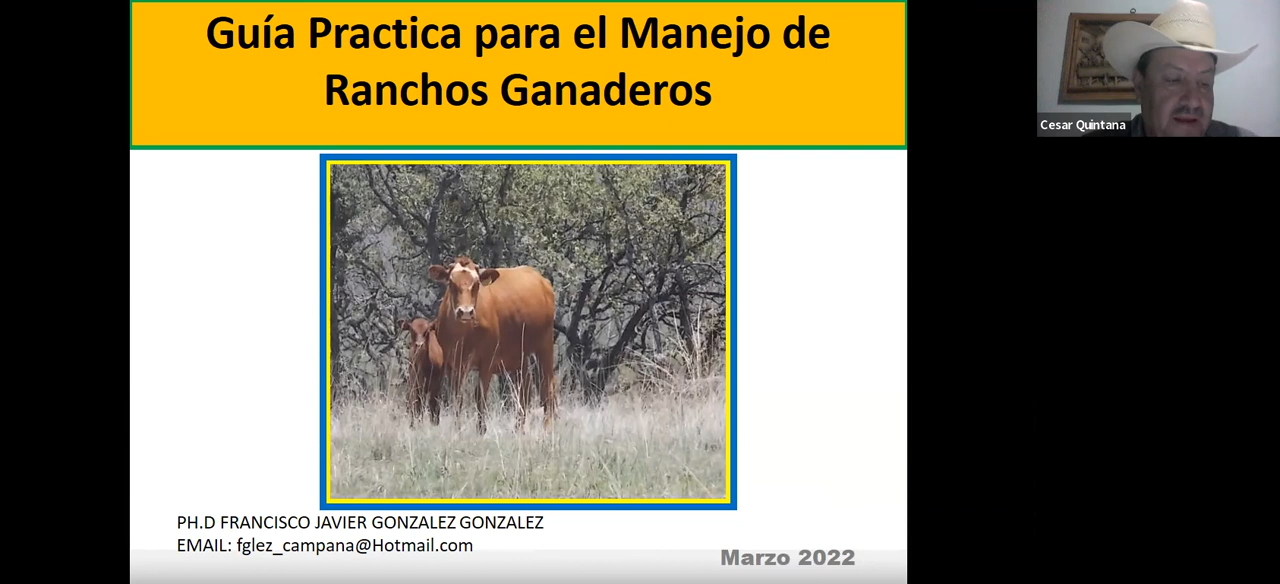 Guía Practica para el Manejo de
Ranchos Ganaderos
Cesar Quintana
PH.D FRANCISCO JAVIER GONZALEZ GONZALEZ
EMAIL: fglez_campana@Hotmail.com
Marzo 2022